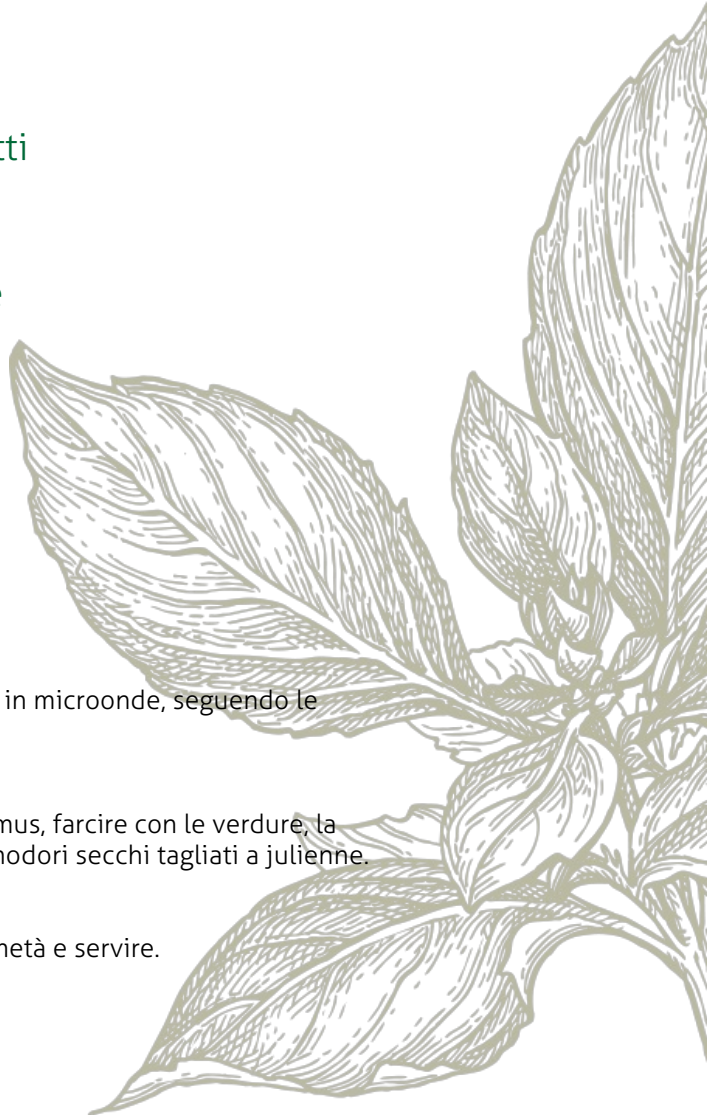 tti
e
in microonde, seguendo le
mus, farcire con le verdure, la
modori secchi tagliati a julienne.
metà e servire.